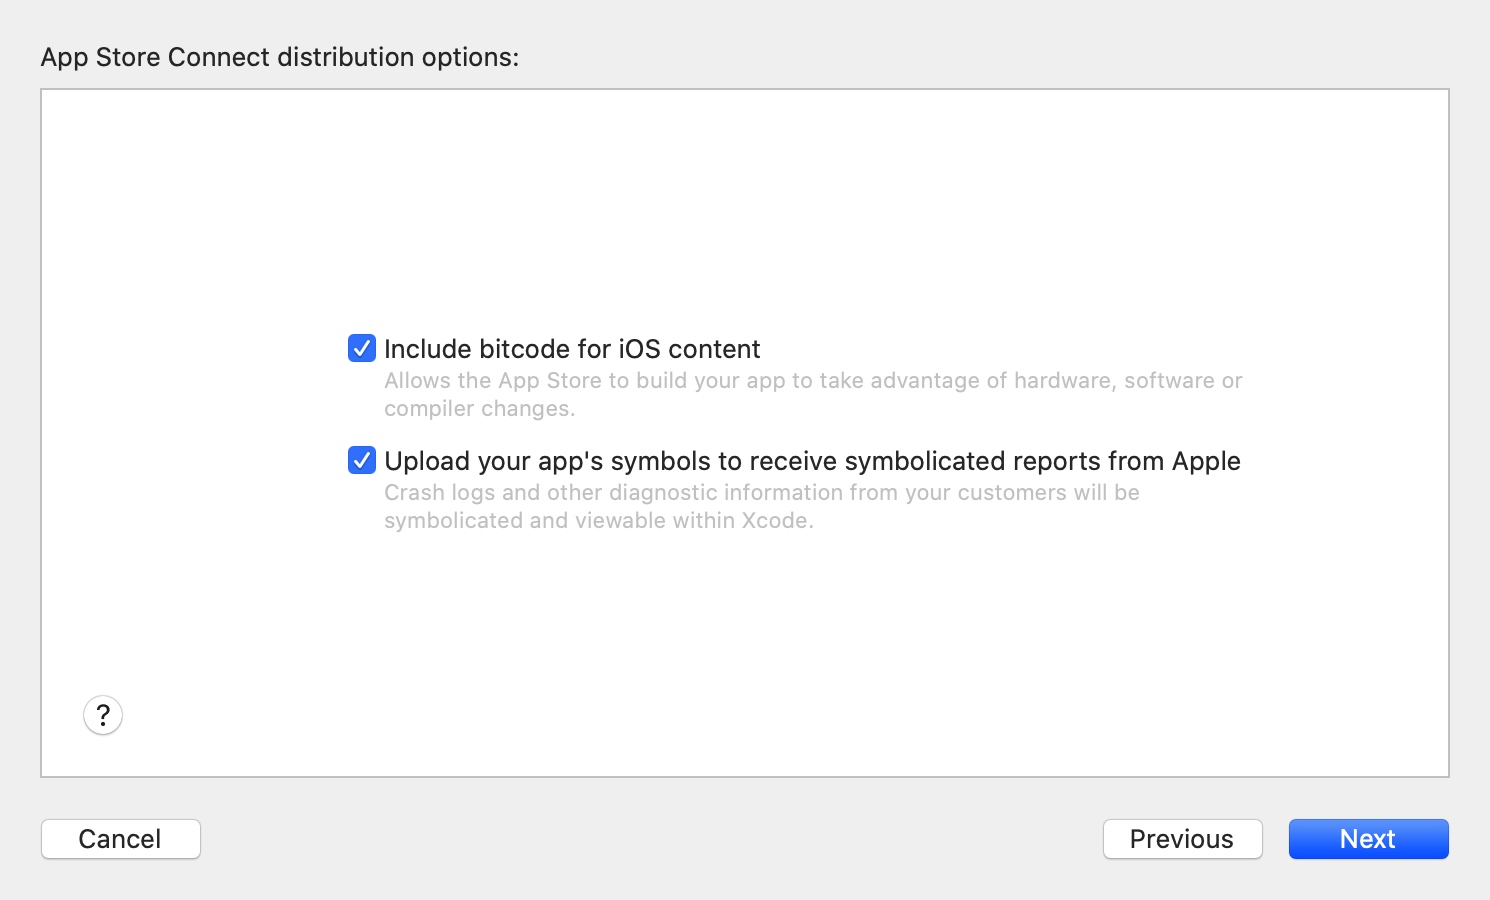 App Store Connect distribution options:
Include bitcode for iOS content
Allows the App Store to build your app to take advantage of hardware, software or
compiler changes.
Upload your app's symbols to receive symbolicated reports from Apple
Crash logs and other diagnostic information from your customers will be
symbolicated and viewable within Xcode.
?
Cancel
Previous
Next